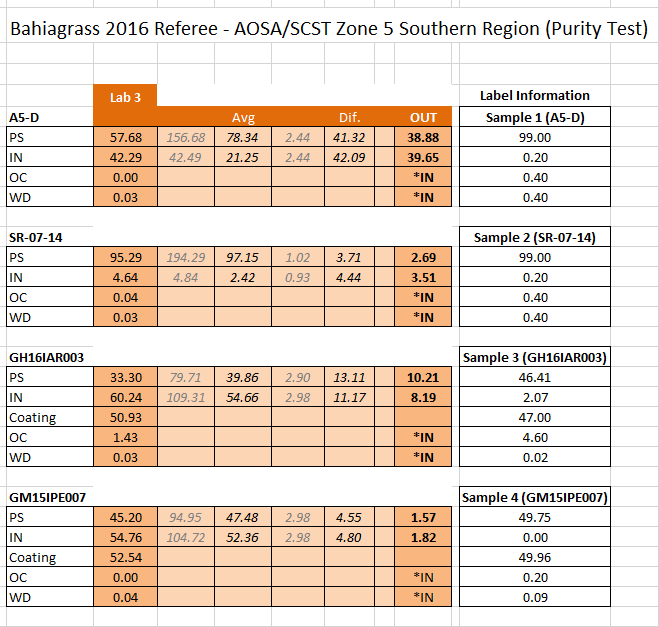 Bahiagrass 2016 Referee - AOSA/SCST Zone 5 Southern Region (Purity Test)
Lab 3 Label Information
A5-D Avg Dif. OUT Sample 1 (A5-D)
PS 57.68 156.68 78.34 2.44 41.32 38.88 99.00
IN 42.29 42.49 21.25 2.44 42.09 39.65 0.20
OC 0.00 *IN 0.40
WD 0.03 *IN 0.40
SR-07-14 Sample 2 (SR-07-14)
PS 95.29 194.29 97.15 1.02 3.71 2.69 99.00
IN 4.64 4.84 2.42 0.93 4.44 3.51 0.20
OC 0.04 *IN 0.40
WD 0.03 *IN 0.40
GH16IAR003 Sample 3 (GH16IAR003)
PS 33.30 79.71 39.86 2.90 13.11 10.21 46.41
IN 60.24 109.31 54.66 2.98 11.17 8.19 2.07
Coating 50.93 47.00
OC 1.43 *IN 4.60
WD 0.03 *IN 0.02
GM15IPE007 Sample 4 (GM15IPE007)
PS 45.20 94.95 47.48 2.98 4.55 1.57 49.75
IN 54.76 104.72 52.36 2.98 4.80 1.82 0.00
Coating 52.54 49.96
OC 0.00 *IN 0.20
WD 0.04 *IN 0.09